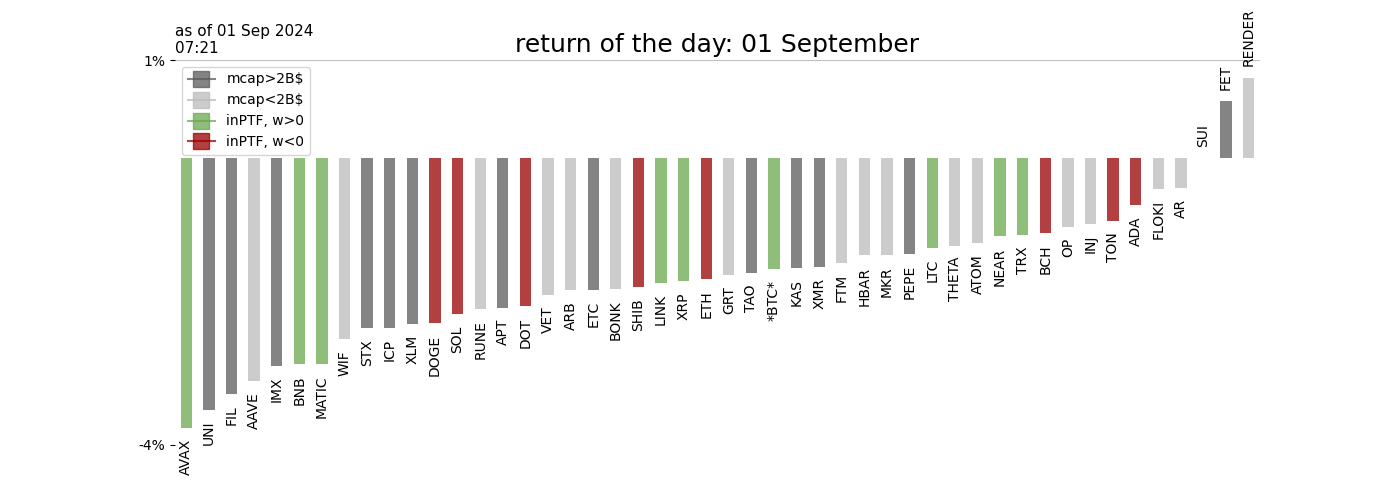 as of 01 Sep 2024
07:21
return of the day: 01 September
1%
mcap>2B$
mcap<2B$
inPTF, w>0
inPTF, w<0
-4%
AVAX
UNI
FIL
AAVE
IMX
BNB
MATIC
WIF
STX
ICP
XLM
DOGE
SOL
RUNE
APT
DOT
VET
ARB
ETC
BONK
SHIB
LINK
XRP
ETH
GRT
TAO
*BTC*
KAS
XMR
FTM
HBAR
MKR
PEPE
LTC
THETA
ATOM
NEAR
TRX
BCH
OP
INJ
TON
ADA
FLOKI
AR
SUI
FET
RENDER